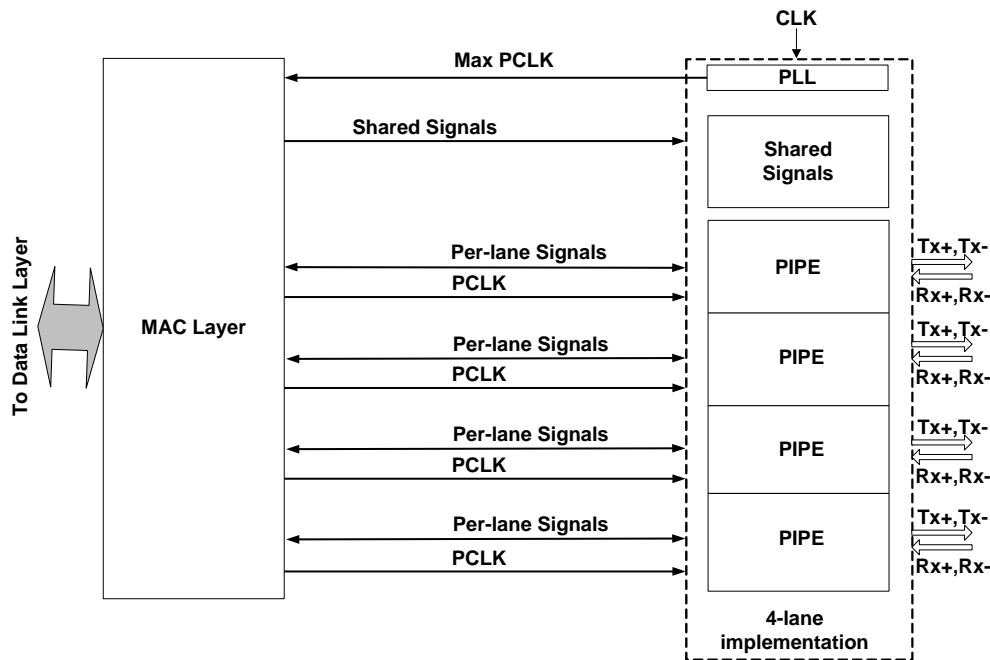 CLK
Max PCLK
PLL
Shared Signals
Shared
Signals
Per-lane Signals
PIPE
Tx+,Tx-
PCLK
Rx+,Rx-
To Data Link Layer
MAC Layer
Per-lane Signals
PIPE
Tx+,Tx-
PCLK
Rx+,Rx-
Per-lane Signals
PIPE
Tx+,Tx-
PCLK
Rx+,Rx-
Per-lane Signals
PIPE
Tx+,Tx-
PCLK
Rx+,Rx-
4-lane
implementation